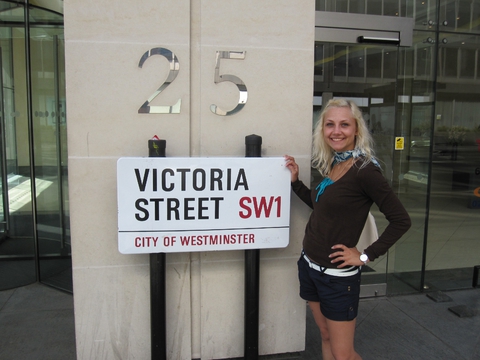 25
VICTORIA
STREET SW1
CITY OF WESTMINSTER